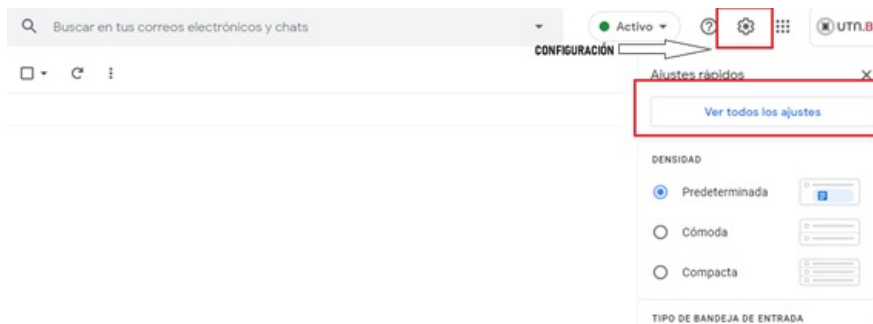 Buscar en tus correos electrónicos y chats
Activo
UTN.B
CONFIGURACIÓN
Ajustes rápidos
Ver todos los ajustes
DENSIDAD
Predeterminada
Cómoda
Compacta
TIPO DE BANDEJA DE ENTRADA